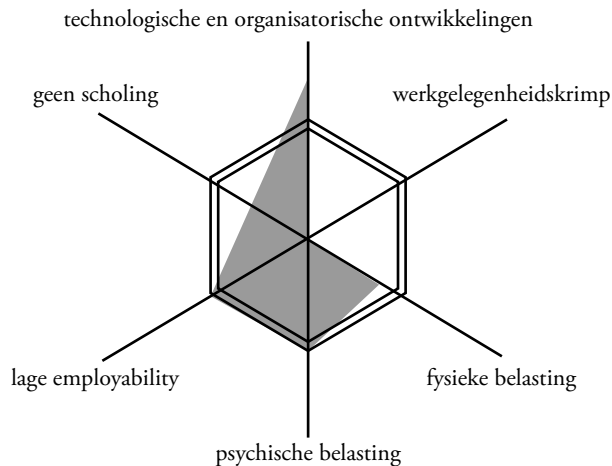 technologische en organisatorische ontwikkelingen
geen scholing
werkgelegenheidskrimp
lage employability
fysieke belasting
psychische belasting